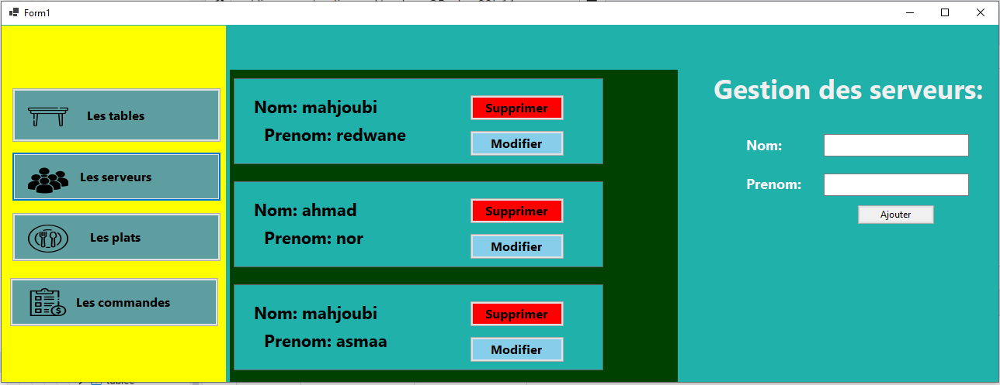 Form1
Les tables
Les serveurs
Les plats
Les commandes
Nom: mahjoubi
Prenom: redwane
Supprimer
Modifier
Nom: ahmad
Prenom: nor
Supprimer
Modifier
Nom: mahjoubi
Prenom: asmaa
Supprimer
Modifier
Gestion des serveurs:
Nom:
Prenom:
Ajouter